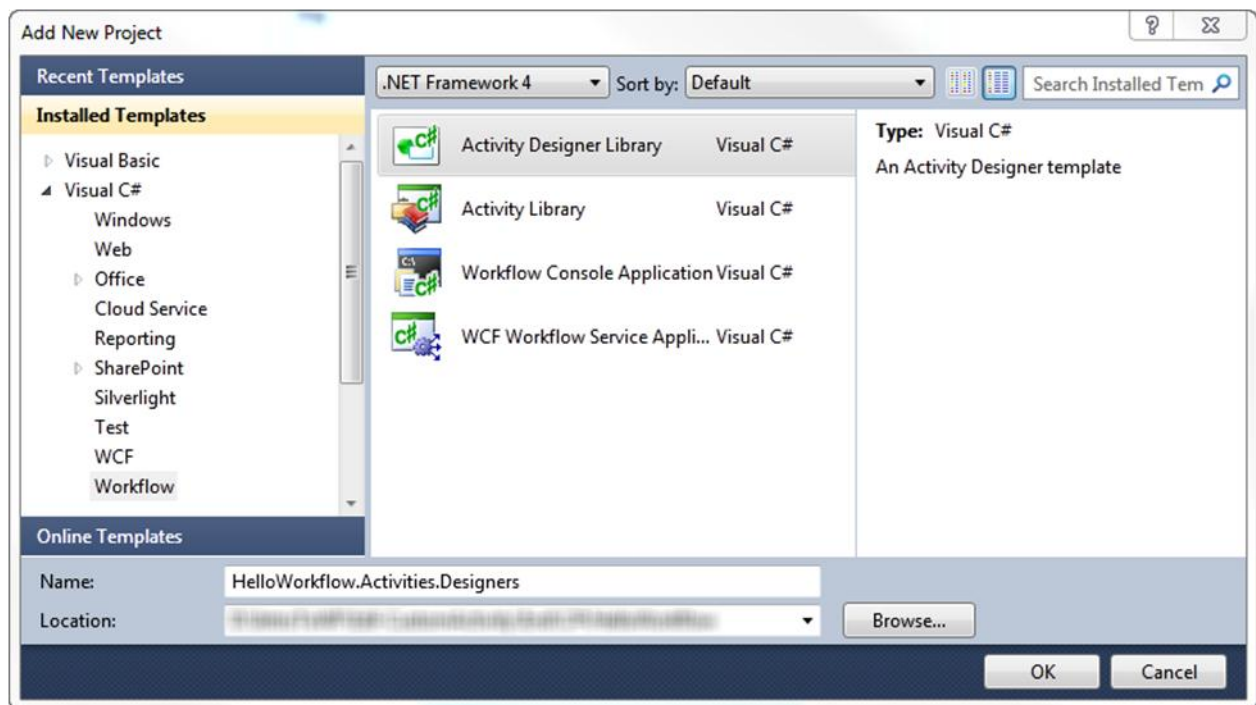 Add New Project
Recent Templates
Installed Templates
Visual Basic
Visual C#
Windows
Web
Office
Cloud Service
Reporting
SharePoint
Silverlight
Test
WCF
Workflow
Online Templates
.NET Framework 4 Sort by: Default Search Installed Tem
Activity Designer Library Visual C#
Activity Library Visual C#
Workflow Console Application Visual C#
WCF Workflow Service Appli... Visual C#
Type: Visual C#
An Activity Designer template
Name: HelloWorkflow.Activities.Designers
Location: Browse...
OK Cancel